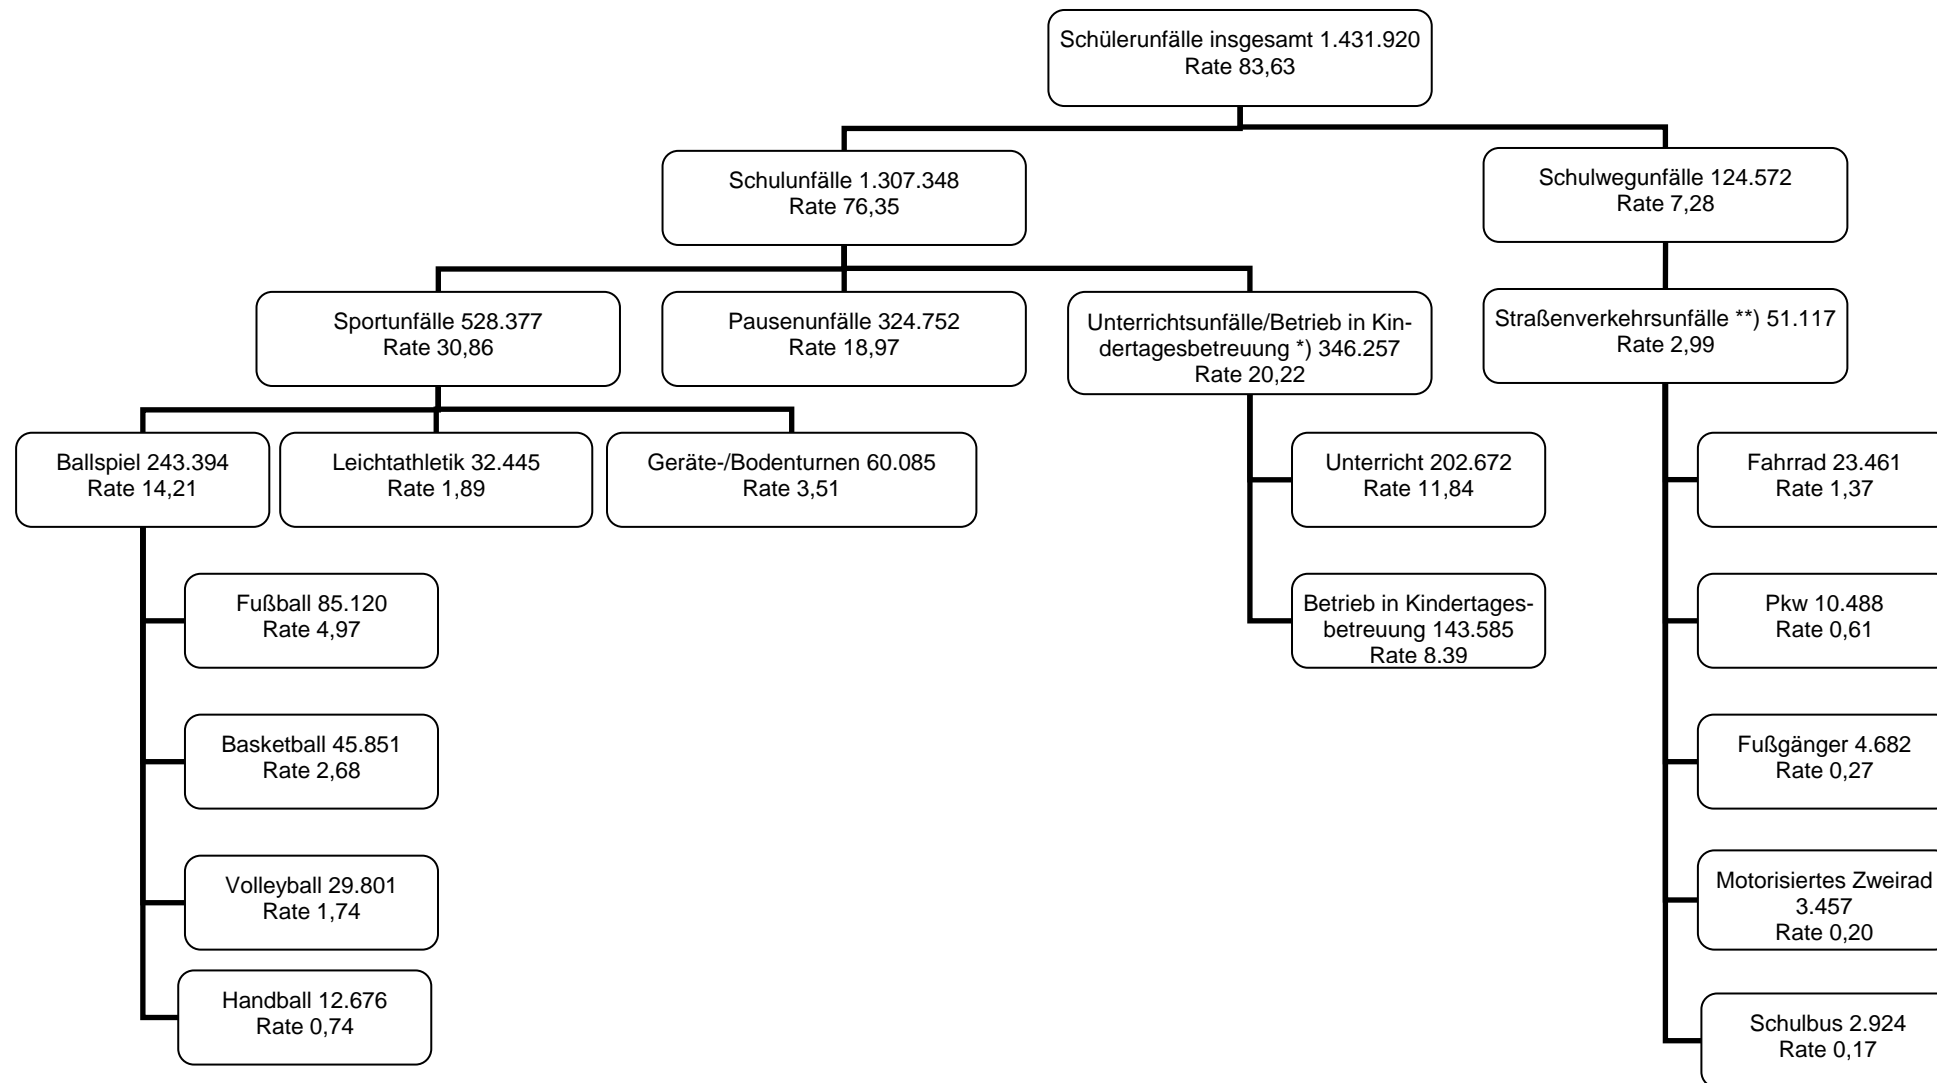 Schülerunfälle insgesamt 1.431.920
Rate 83,63
Schulunfälle 1.307.348
Rate 76,35
Schulwegunfälle 124.572
Rate 7,28
Sportunfälle 528.377
Rate 30,86
Pausenunfälle 324.752
Rate 18,97
Unterrichtsunfälle/Betrieb in Kin-
dertagesbetreuung *) 346.257
Rate 20,22
Straßenverkehrsunfälle **) 51.117
Rate 2,99
Ballspiel 243.394
Rate 14,21
Leichtathletik 32.445
Rate 1,89
Geräte-/Bodenturnen 60.085
Rate 3,51
Unterricht 202.672
Rate 11,84
Fahrrad 23.461
Rate 1,37
Fußball 85.120
Rate 4,97
Betrieb in Kindertages-
betreuung 143.585
Rate 8.39
Pkw 10.488
Rate 0,61
Basketball 45.851
Rate 2,68
Fußgänger 4.682
Rate 0,27
Volleyball 29.801
Rate 1,74
Motorisiertes Zweirad
3.457
Rate 0,20
Handball 12.676
Rate 0,74
Schulbus 2.924
Rate 0,17